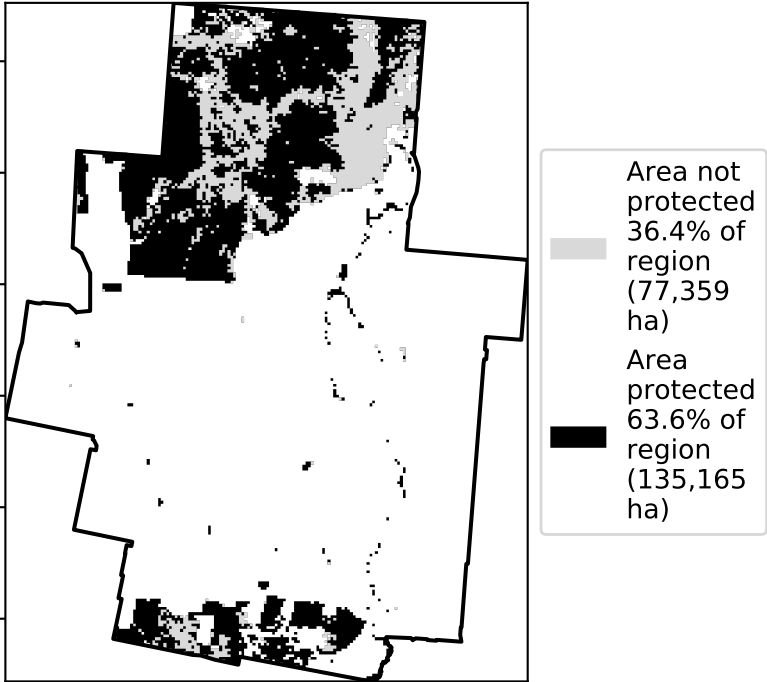 Area not
protected
36.4% of
region
(77,359
ha)
Area
protected
63.6% of
region
(135,165
ha)